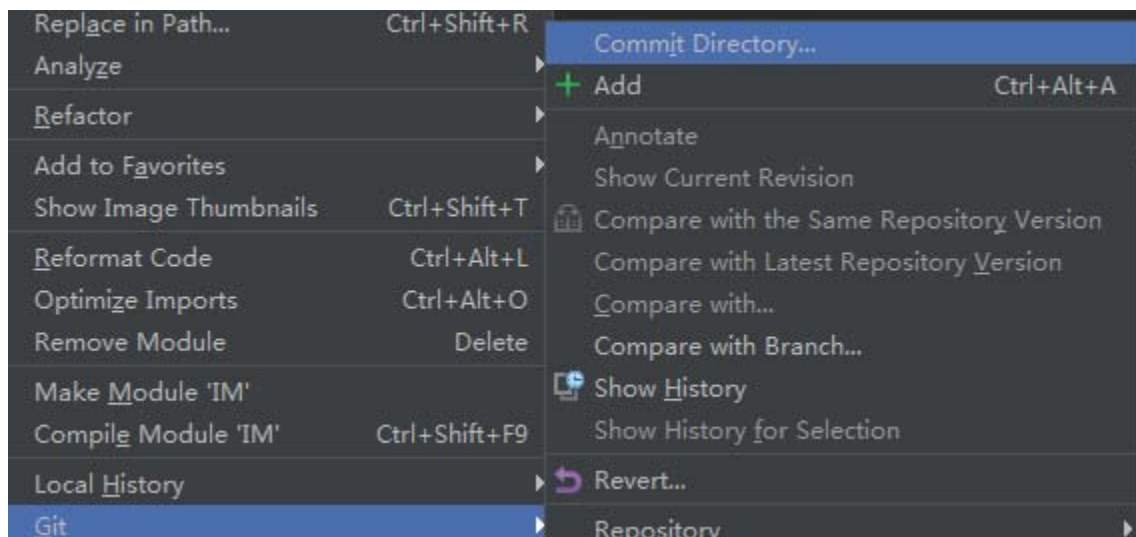 Replace in Path... Ctrl+Shift+R
Analyze
Refactor
Add to Favorites
Show Image Thumbnails Ctrl+Shift+T
Reformat Code Ctrl+Alt+L
Optimize Imports Ctrl+Alt+O
Remove Module Delete
Make Module 'IM'
Compile Module 'IM' Ctrl+Shift+F9
Local History
Git
Commit Directory...
Add Ctrl+Alt+A
Annotate
Show Current Revision
Compare with the Same Repository Version
Compare with Latest Repository Version
Compare with...
Compare with Branch...
Show History
Show History for Selection
Revert...
Repository